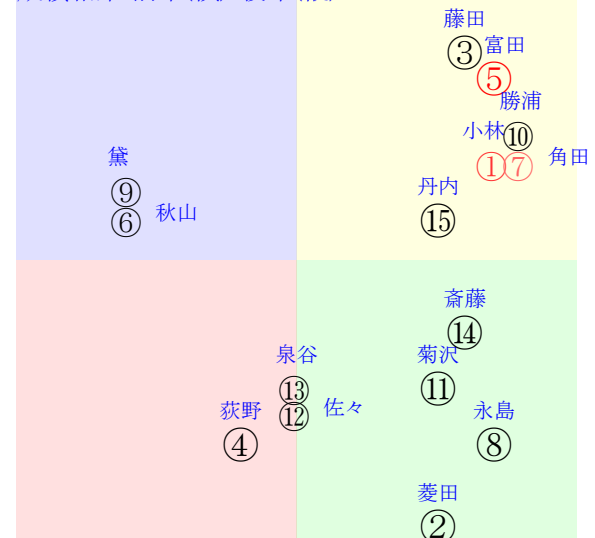 藤田
③ 富田
⑤
勝浦
小林 ⑩
黛 ① ⑦ 角田
⑨ 丹内
⑥ 秋山 ⑮
斎藤
⑭
泉谷 菊沢
⑬ ⑪
荻野 ⑫ 佐々 永島
④ ⑧
菱田
②